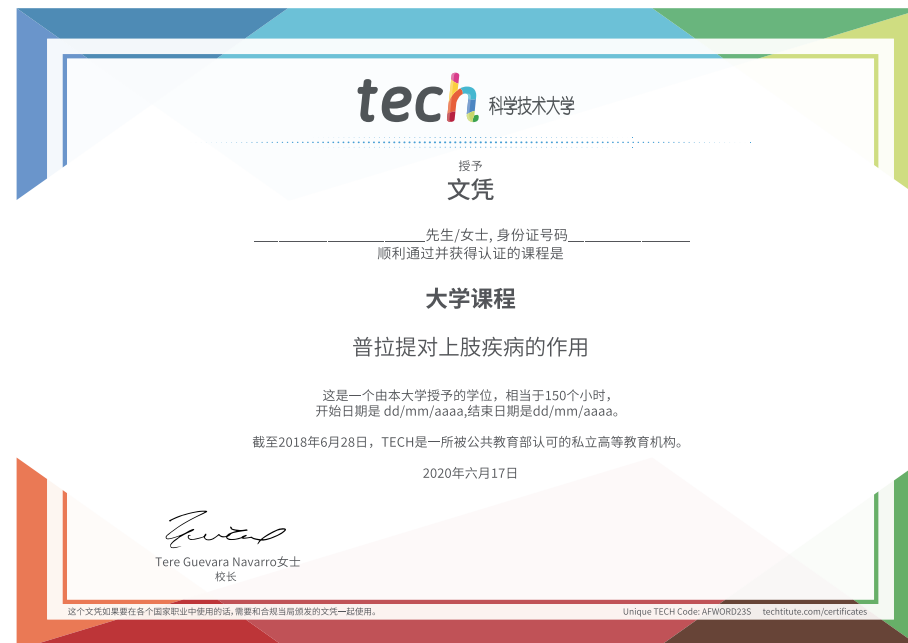 tech 科学技术大学
授予
文凭
______________________先生/女士, 身份证号码________________
顺利通过并获得认证的课程是
大学课程
普拉提对上肢疾病的作用
这是一个由本大学授予的学位，相当于150个小时，
开始日期是 dd/mm/aaaa,结束日期是dd/mm/aaaa。
截至2018年6月28日，TECH是一所被公共教育部认可的私立高等教育机构。
2020年六月17日
Tere Guevara Navarro女士
校长
这个文凭如果要在各个国家职业中使用的话,需要和合规当局颁发的文凭一起使用。
Unique TECH Code: AFWORD23S techtitute.com/certificates